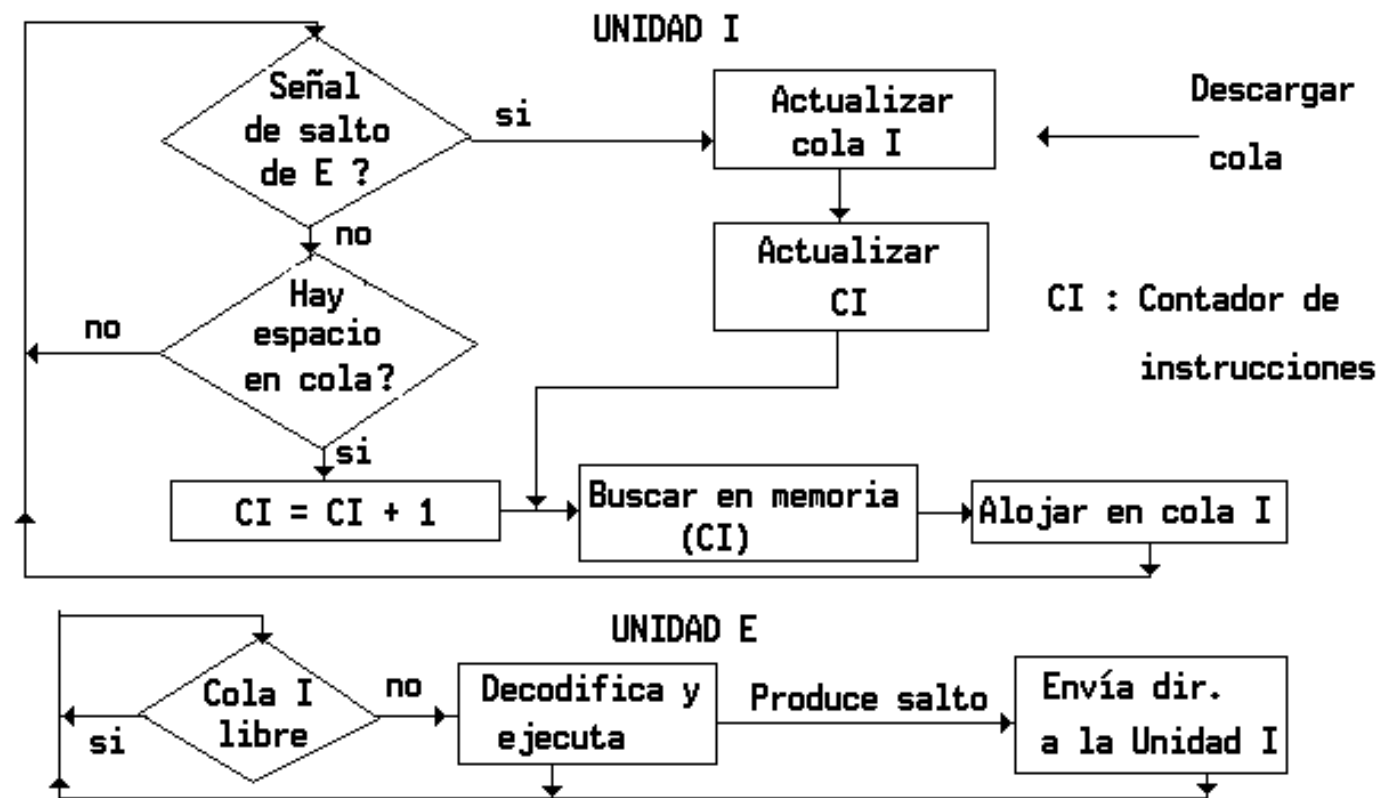 UNIDAD I
Señal
de salto
de E ?
si
Actualizar
cola I
Descargar
cola
no
Actualizar
CI
Hay
espacio
en cola?
no
CI : Contador de
instrucciones
si
CI = CI + 1
Buscar en memoria
(CI)
Alojar en cola I
UNIDAD E
Cola I
libre
si
no
Decodifica y
ejecuta
Produce salto
Envía dir.
a la Unidad I